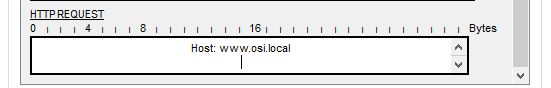 HTTP REQUEST
0 4 8 16 Bytes
Host: www.osi.local